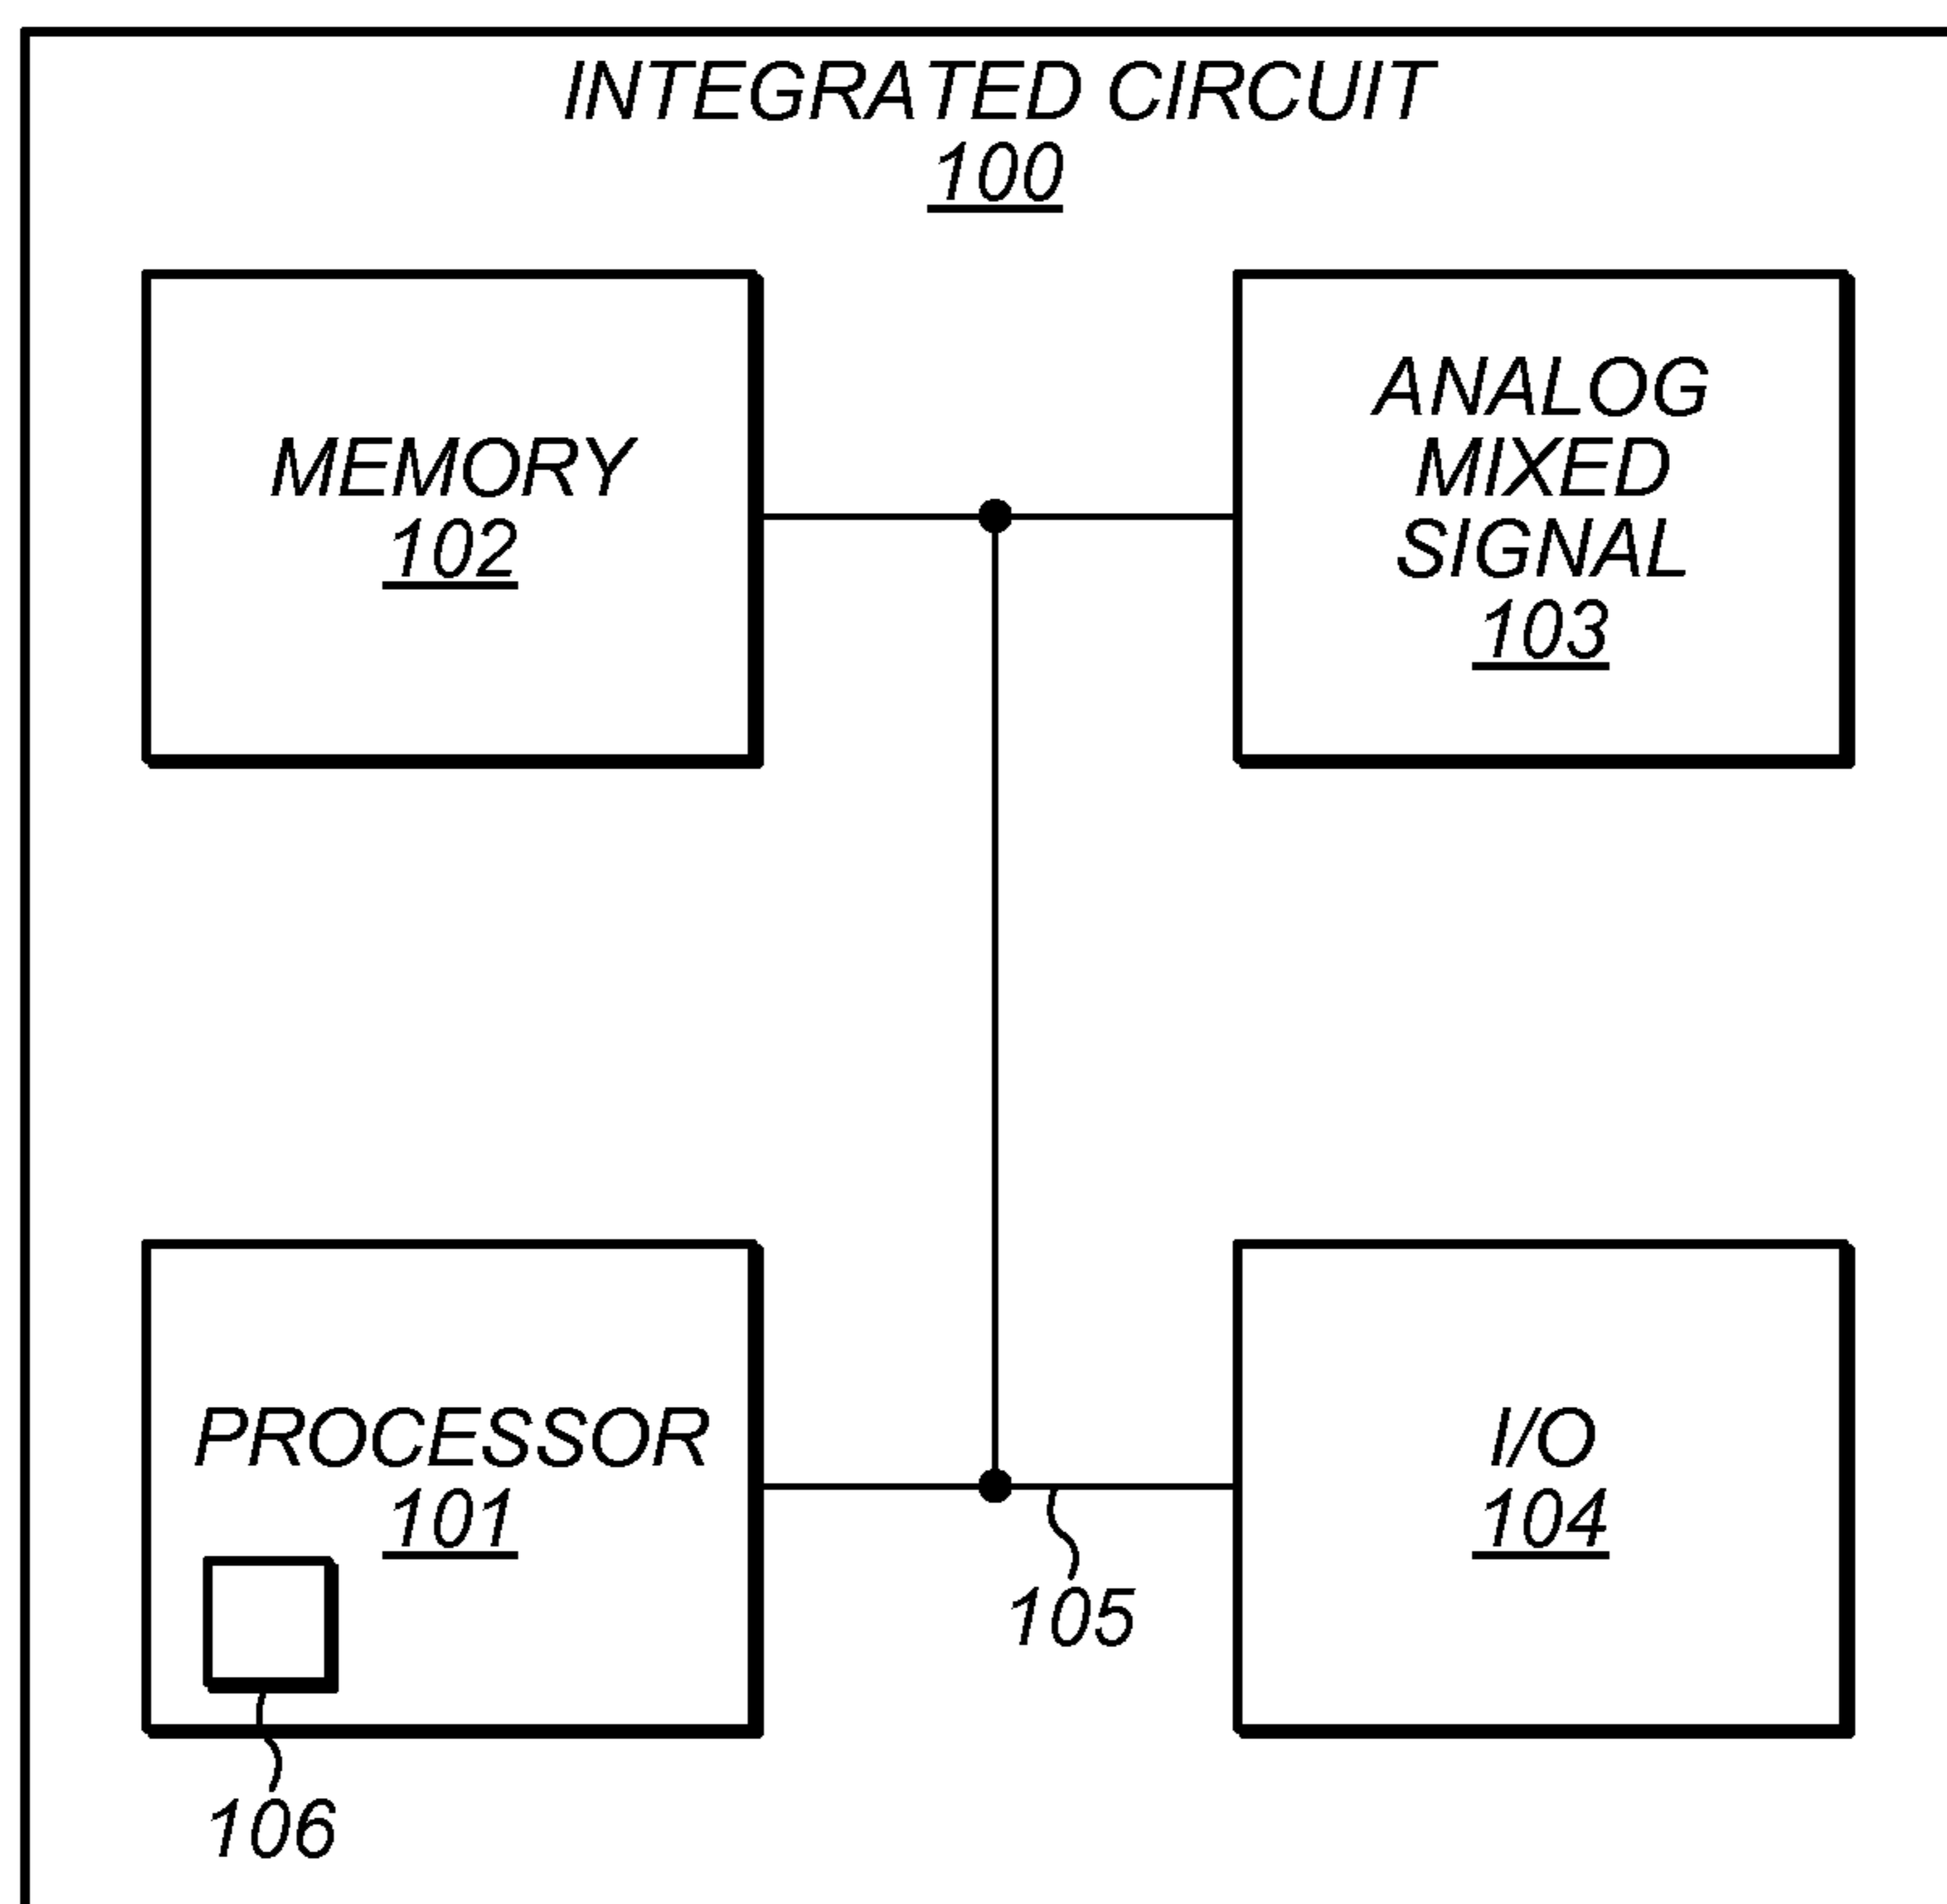 INTEGRATED CIRCUIT
100
MEMORY
102
ANALOG
MIXED
SIGNAL
103
PROCESSOR
101
I/O
104
105
106